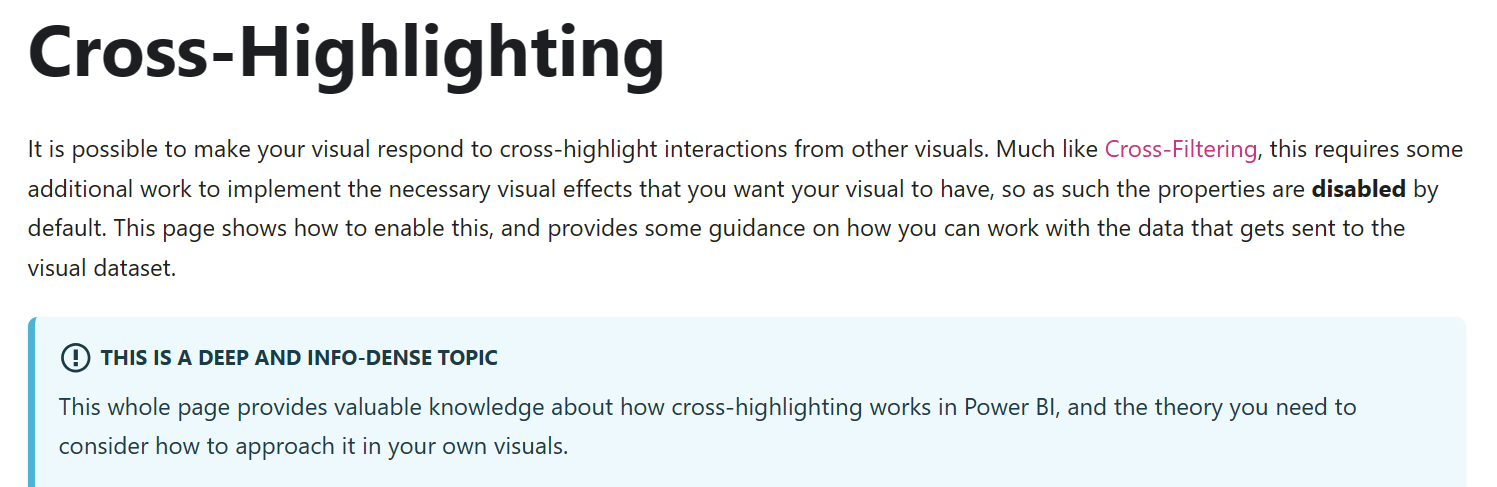 Cross-Highlighting
It is possible to make your visual respond to cross-highlight interactions from other visuals. Much like Cross-Filtering, this requires some
additional work to implement the necessary visual effects that you want your visual to have, so as such the properties are disabled by
default. This page shows how to enable this, and provides some guidance on how you can work with the data that gets sent to the
visual dataset.
THIS IS A DEEP AND INFO-DENSE TOPIC
This whole page provides valuable knowledge about how cross-highlighting works in Power BI, and the theory you need to
consider how to approach it in your own visuals.